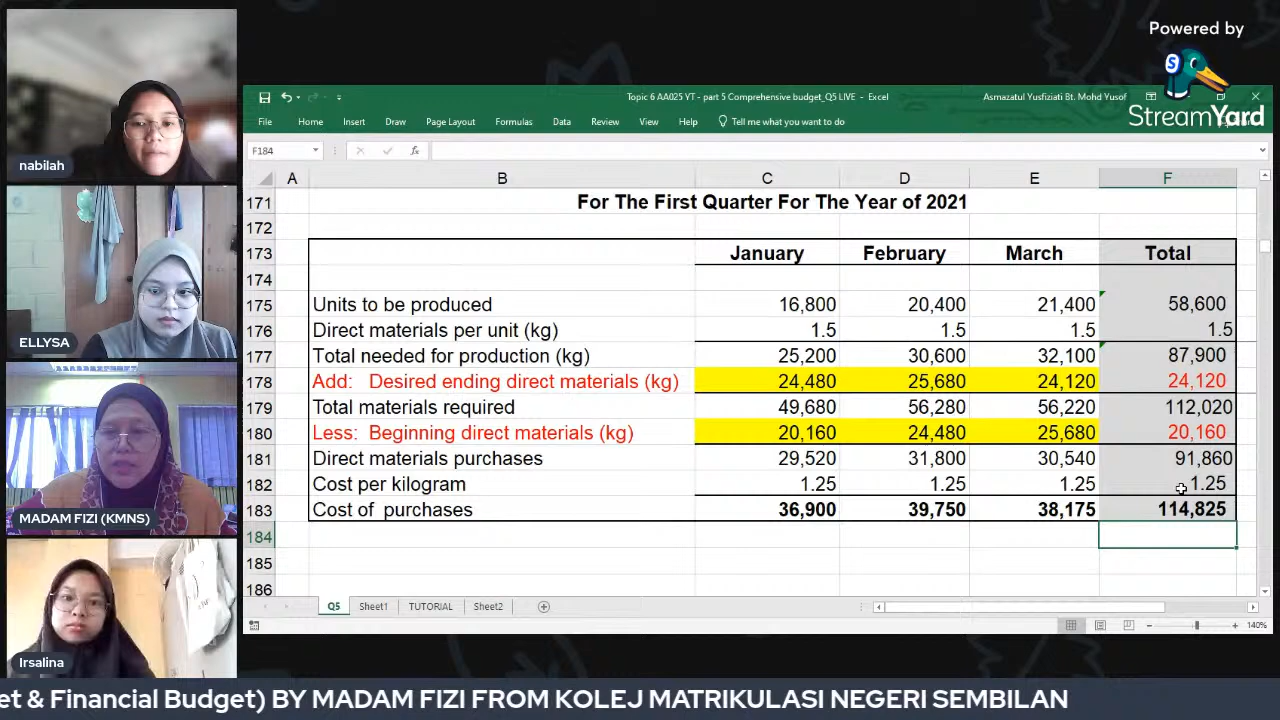 Powered by
StreamYard
nabilah
ELLYSA
MADAM FIZI (KMNS)
Irsalina
Topic 6 AA025 YT - part 5 Comprehensive budget_Q5 LIVE - Excel
Asmazatul Yusfiziati Bt. Mohd Yusof
File Home Insert Draw Page Layout Formulas Data Review View Help Tell me what you want to do
F184 fx
A B C D E F
171 For The First Quarter For The Year of 2021
172
173 January February March Total
174
175 Units to be produced 16,800 20,400 21,400 58,600
176 Direct materials per unit (kg) 1.5 1.5 1.5 1.5
177 Total needed for production (kg) 25,200 30,600 32,100 87,900
178 Add: Desired ending direct materials (kg) 24,480 25,680 24,120 24,120
179 Total materials required 49,680 56,280 56,220 112,020
180 Less: Beginning direct materials (kg) 20,160 24,480 25,680 20,160
181 Direct materials purchases 29,520 31,800 30,540 91,860
182 Cost per kilogram 1.25 1.25 1.25 1.25
183 Cost of purchases 36,900 39,750 38,175 114,825
184
185
186
Q5 Sheet1 TUTORIAL Sheet2
140%
et & Financial Budget) BY MADAM FIZI FROM KOLEJ MATRIKULASI NEGERI SEMBILAN